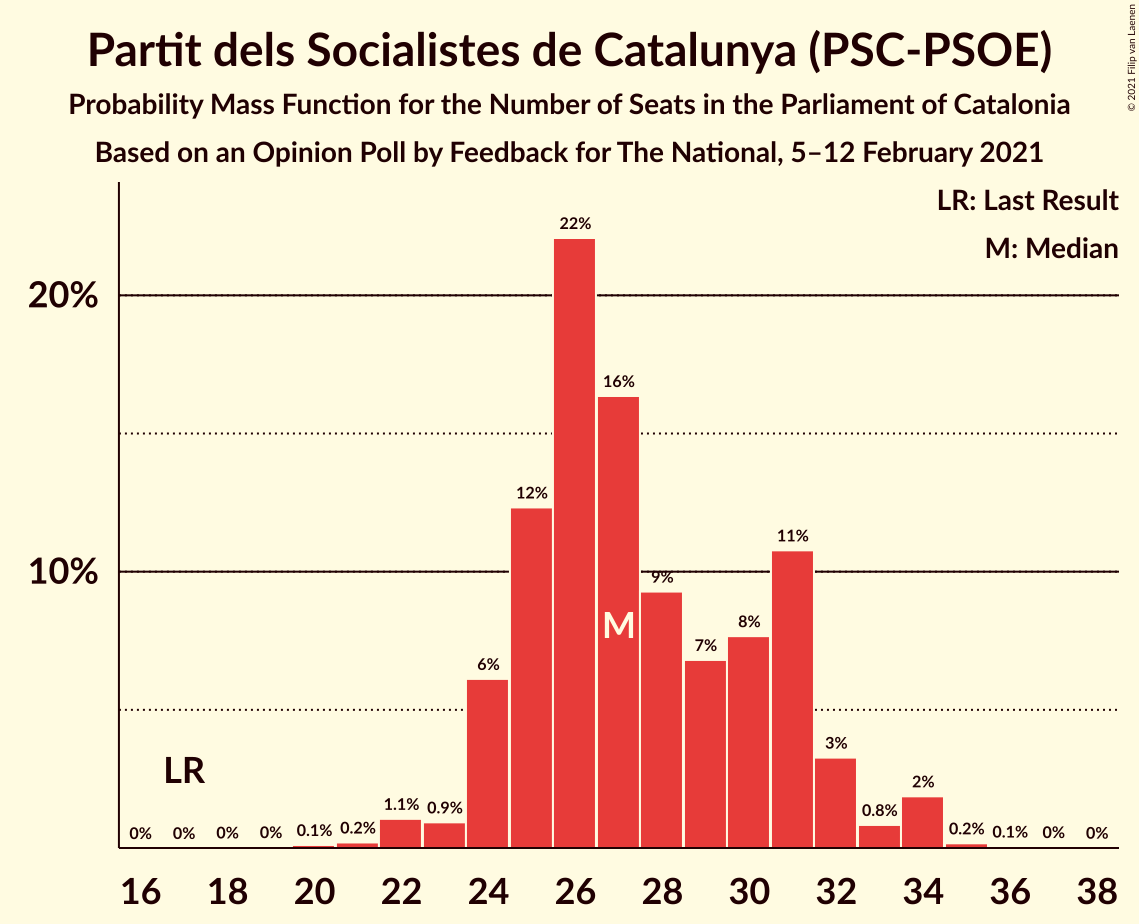 Partit dels Socialistes de Catalunya (PSC-PSOE)
Probability Mass Function for the Number of Seats in the Parliament of Catalonia
Based on an Opinion Poll by Feedback for The National, 5–12 February 2021
© 2021 Filip van Laenen
LR: Last Result
M: Median
20%
10%
22%
16%
12%
11%
9%
8%
7%
6%
3%
2%
M
LR
0% 0% 0% 0% 0.1% 0.2% 1.1% 0.9% 0.8% 0.2% 0.1% 0% 0%
16 18 20 22 24 26 28 30 32 34 36 38